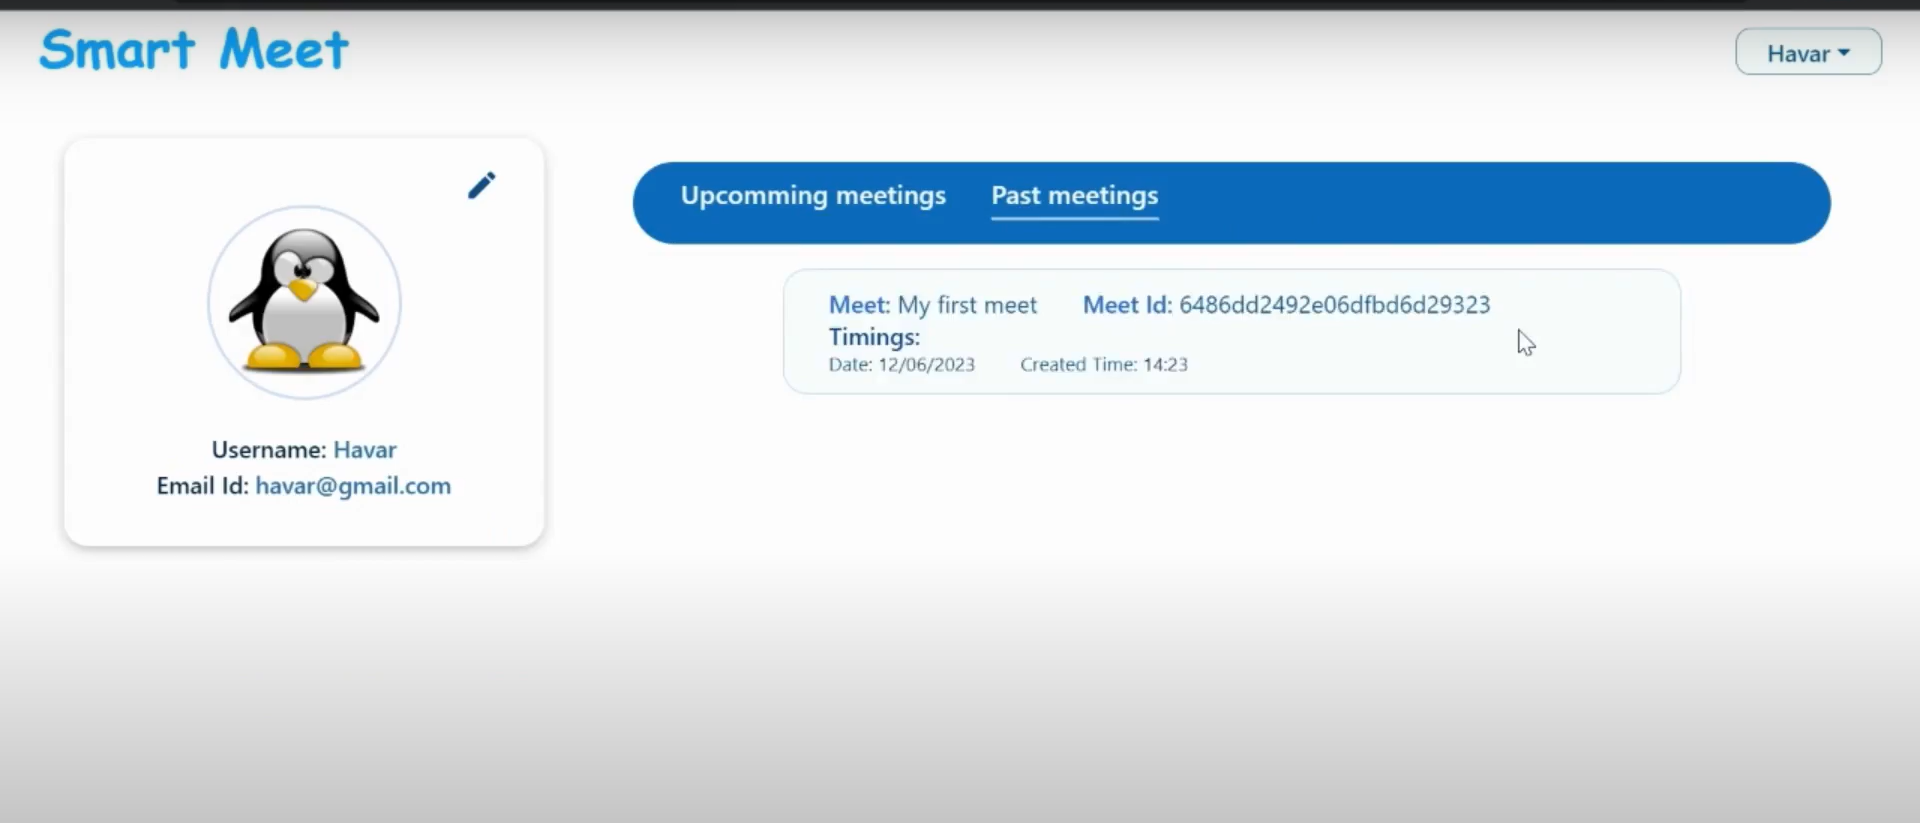 Smart Meet
Havar
Upcomming meetings Past meetings
Meet: My first meet Meet Id: 6486dd2492e06dfbd6d29323
Timings:
Date: 12/06/2023 Created Time: 14:23
Username: Havar
Email Id: havar@gmail.com